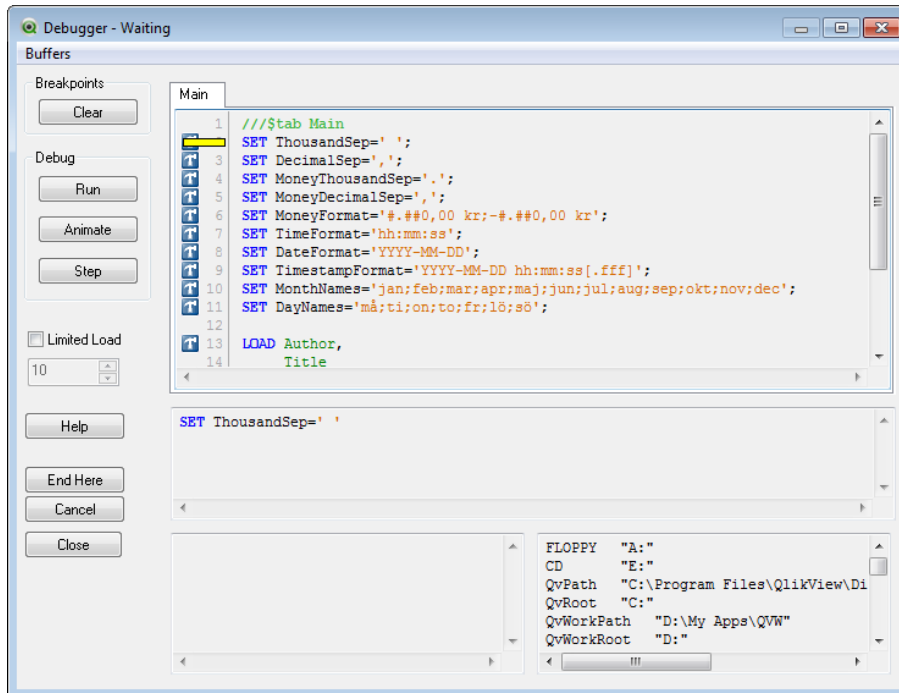 Debugger - Waiting
Buffers
Breakpoints
Clear
Debug
Run
Animate
Step
Limited Load
10
Help
End Here
Cancel
Close
Main
1 ///$tab Main
SET ThousandSep=' ';
3 SET DecimalSep=',';
4 SET MoneyThousandSep='.';
5 SET MoneyDecimalSep=',';
6 SET MoneyFormat='#.##0,00 kr;-#.##0,00 kr';
7 SET TimeFormat='hh:mm:ss';
8 SET DateFormat='YYYY-MM-DD';
9 SET TimestampFormat='YYYY-MM-DD hh:mm:ss[.fff]';
10 SET MonthNames='jan;feb;mar;apr;maj;jun;jul;aug;sep;okt;nov;dec';
11 SET DayNames='må;ti;on;to;fr;lö;sö';
12
13 LOAD Author,
14 Title
SET ThousandSep=' '
FLOPPY "A:"
CD "E:"
QvPath "C:\Program Files\QlikView\Di
QvRoot "C:"
QvWorkPath "D:\My Apps\QVW"
QvWorkRoot "D:"